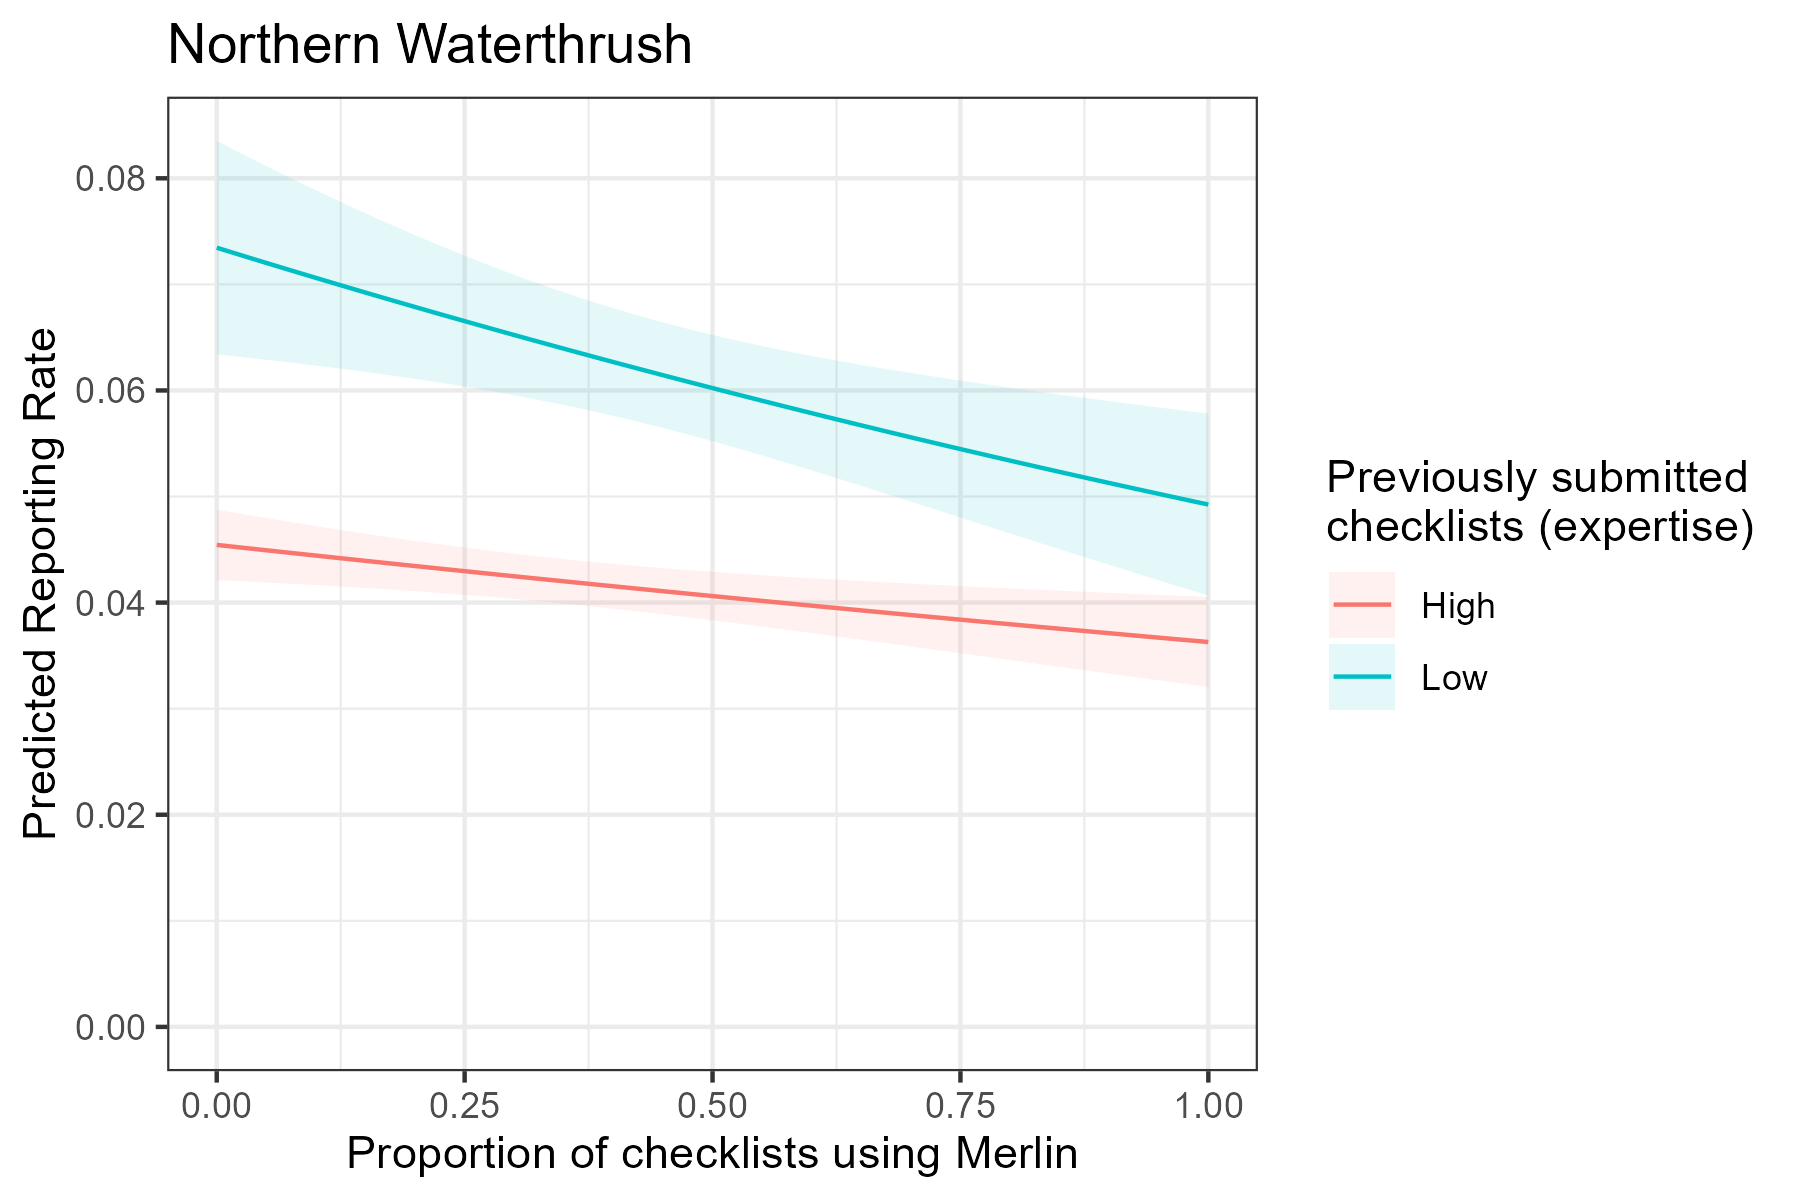 Northern Waterthrush
Predicted Reporting Rate
0.08
0.06
0.04
0.02
0.00
0.00 0.25 0.50 0.75 1.00
Proportion of checklists using Merlin
Previously submitted
checklists (expertise)
High
Low